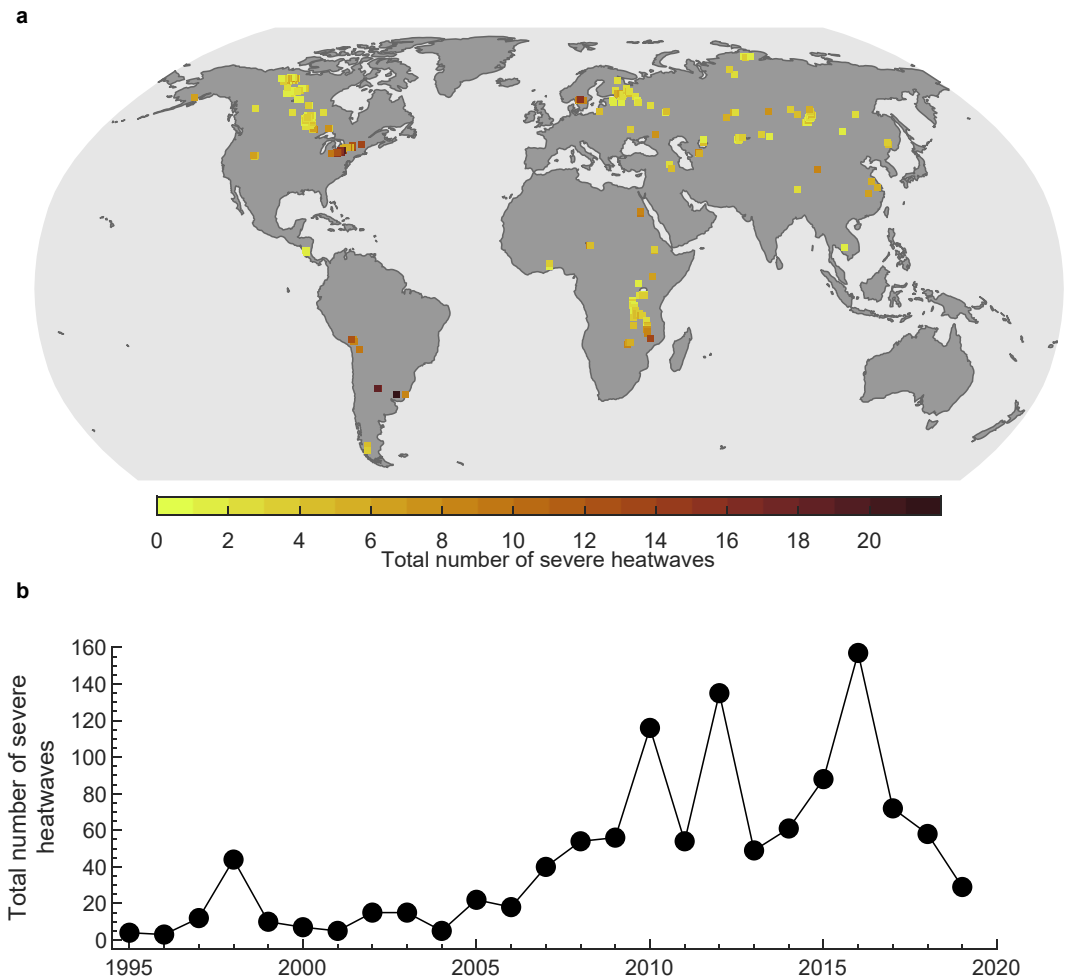 a
0 2 4 6 8 10 12 14 16 18 20
Total number of severe heatwaves
b
Total number of severe
heatwaves
160
140
120
100
80
60
40
20
0
1995 2000 2005 2010 2015 2020